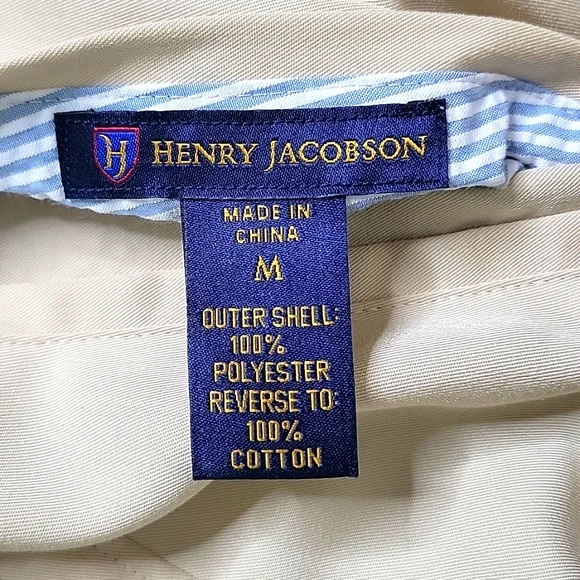 H HENRY JACOBSON
MADE IN
CHINA
M
OUTER SHELL:
100%
POLYESTER
REVERSE TO:
100%
COTTON